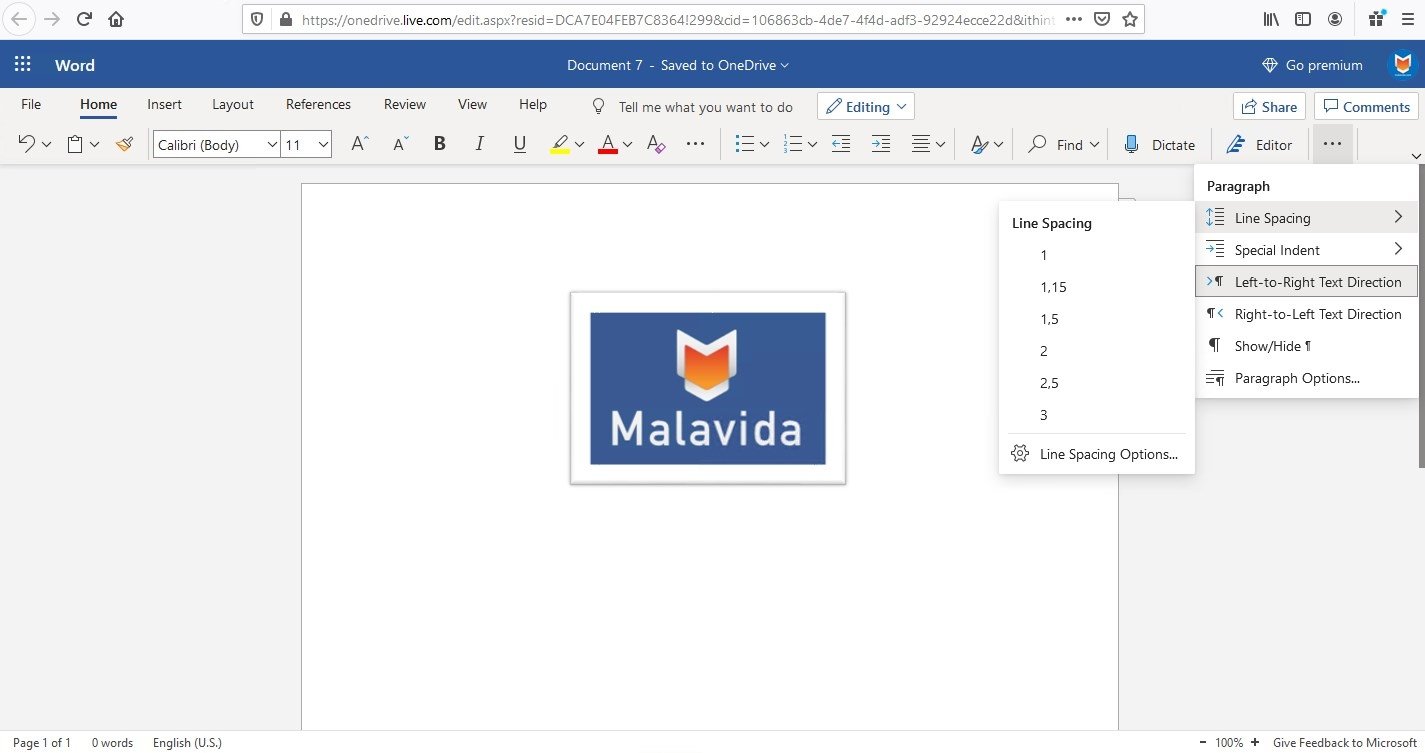 https://onedrive.live.com/edit.aspx?resid=DCA7E04FEB7C8364!299&cid=106863cb-4de7-4f4d-adf3-92924ecce22d&ithint
Word
Document 7 - Saved to OneDrive
Go premium
File Home Insert Layout References Review View Help Tell me what you want to do Editing Share Comments
Calibri (Body) 11 A A B I U A A Find Dictate Editor
Paragraph
Line Spacing
Special Indent
Left-to-Right Text Direction
Right-to-Left Text Direction
Show/Hide ¶
Paragraph Options...
Line Spacing
1
1,15
1,5
2
2,5
3
Line Spacing Options...
Malavida
Page 1 of 1 0 words English (U.S.) - 100% + Give Feedback to Microsoft